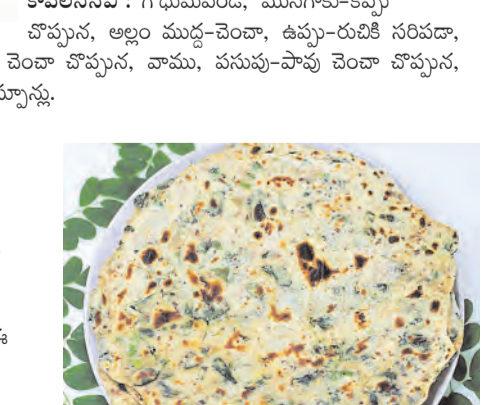 కావలసినవి : గోధుమపిండి, మునగాకు-కప్పు
చొప్పున, అల్లం ముద్ద-చెంచా, ఉప్పు-రుచికి సరిపడా,
చెంచా చొప్పున, వాము, పసుపు-పావు చెంచా చొప్పున,
స్పూన్లు.